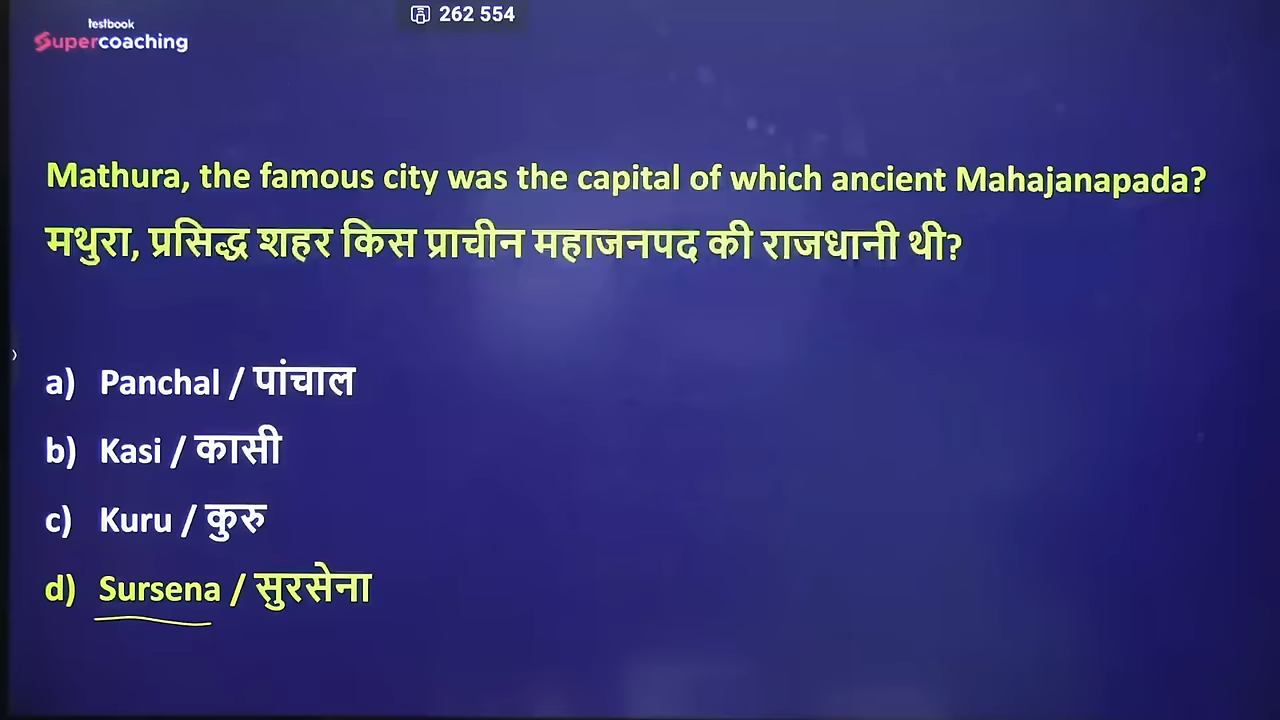 262 554
testbook
Supercoaching
Mathura, the famous city was the capital of which ancient Mahajanapada?
मथुरा, प्रसिद्ध शहर किस प्राचीन महाजनपद की राजधानी थी?
a) Panchal / पांचाल
b) Kasi / कासी
c) Kuru / कुरु
d) Sursena / सुरसेना